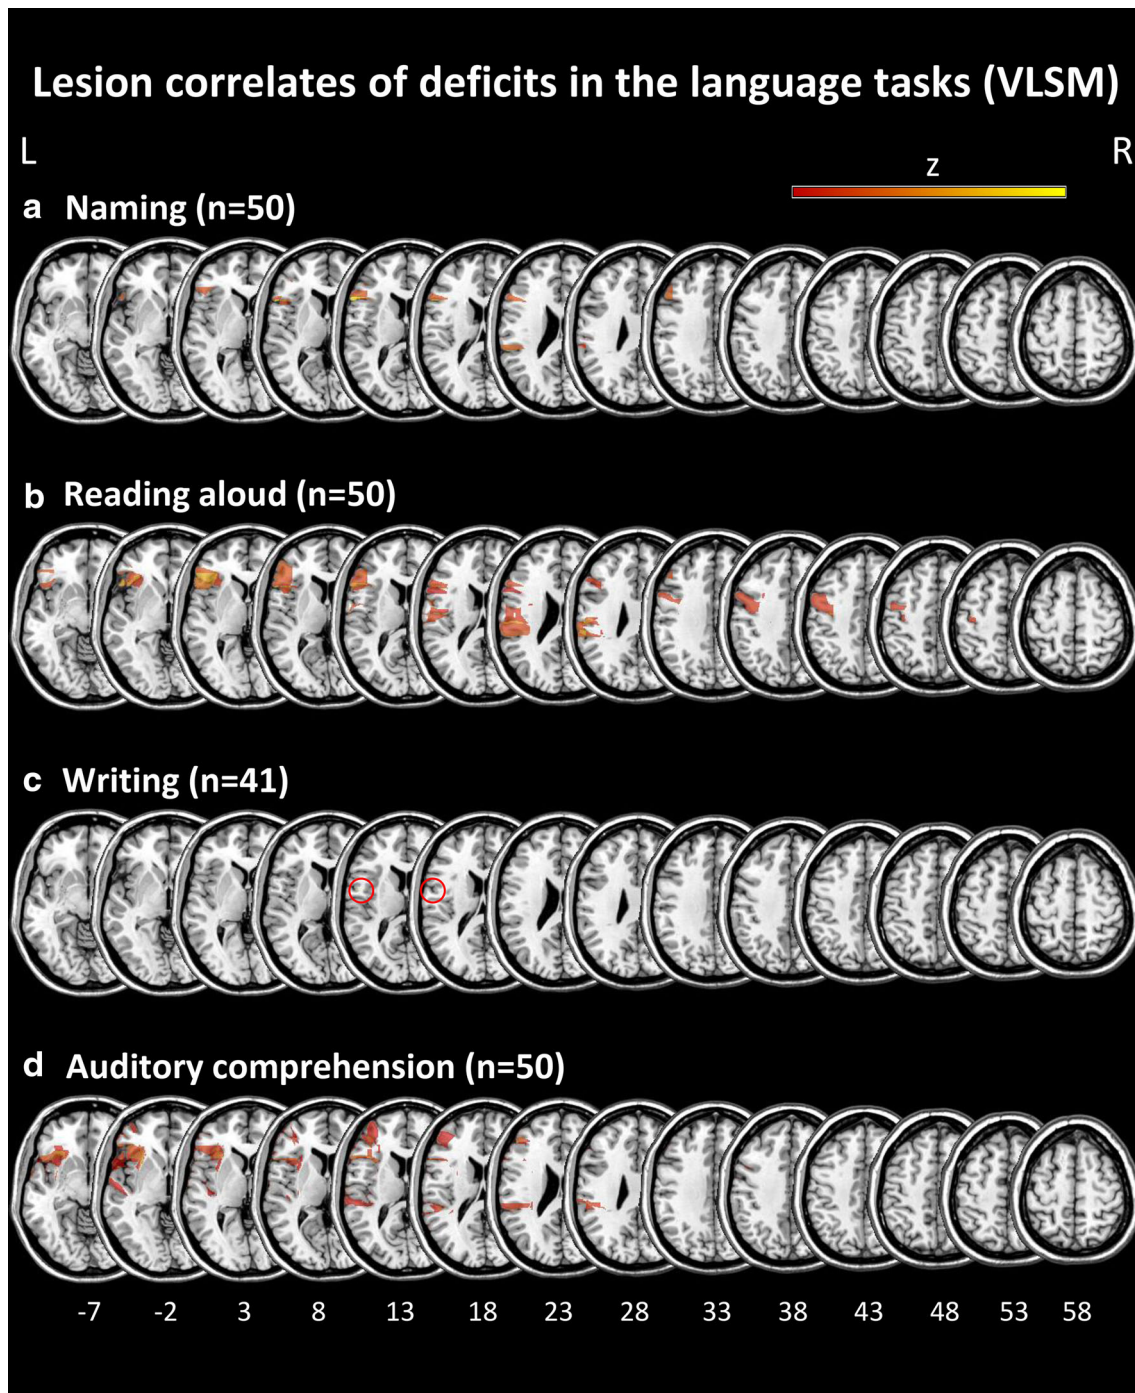 Lesion correlates of deficits in the language tasks (VLSM)
L R
z
a Naming (n=50)
b Reading aloud (n=50)
c Writing (n=41)
d Auditory comprehension (n=50)
-7 -2 3 8 13 18 23 28 33 38 43 48 53 58